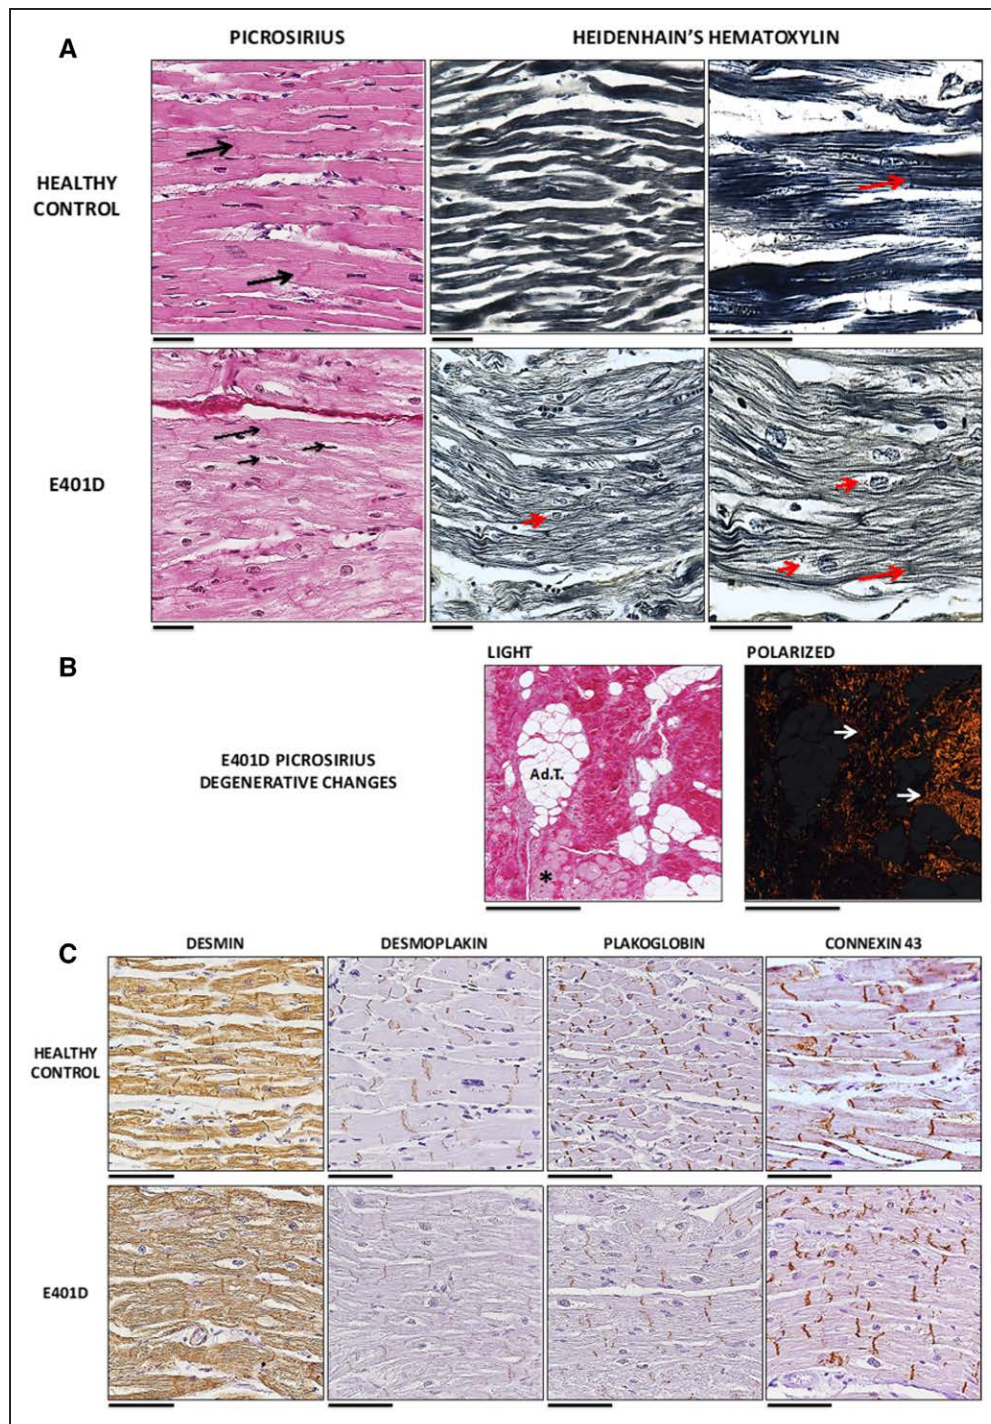 A
PICROSIRIUS
HEIDENHAIN'S HEMATOXYLIN
HEALTHY
CONTROL
E401D
B
LIGHT
POLARIZED
E401D PICROSIRIUS
DEGENERATIVE CHANGES
Ad.T.
*
C
DESMIN
DESMOPLAKIN
PLAKOGLOBIN
CONNEXIN 43
HEALTHY
CONTROL
E401D